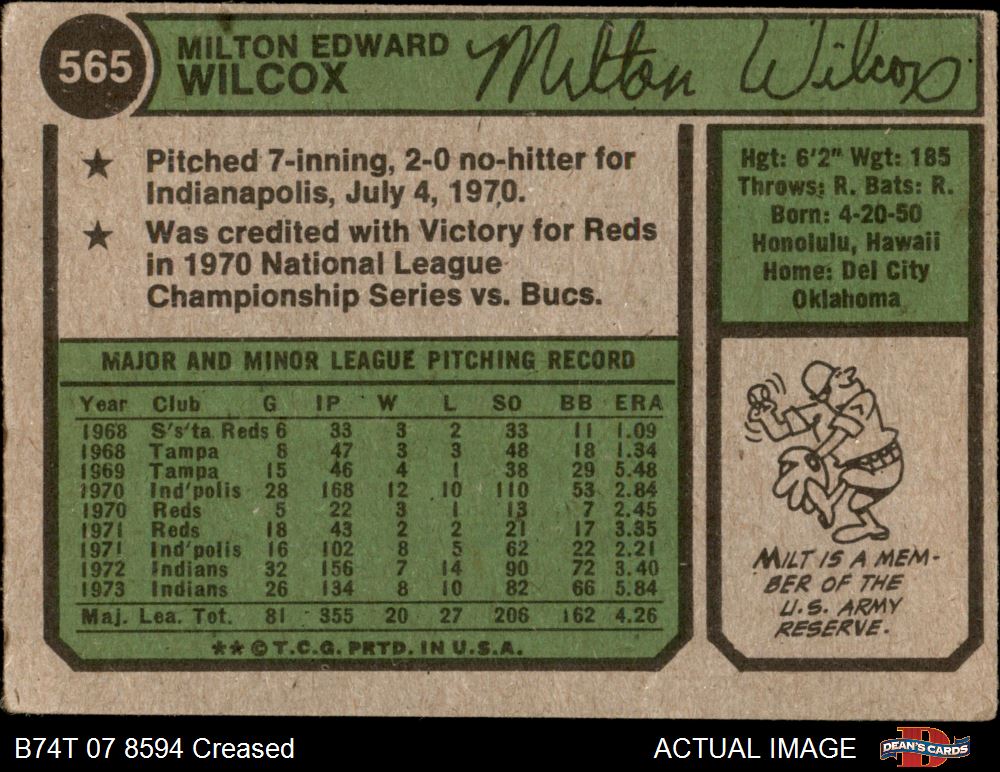 565
MILTON EDWARD
WILCOX
Milton Wilcox
★ Pitched 7-inning, 2-0 no-hitter for
Indianapolis, July 4, 1970.
★ Was credited with Victory for Reds
in 1970 National League
Championship Series vs. Bucs.
Hgt: 6'2" Wgt: 185
Throws: R. Bats: R.
Born: 4-20-50
Honolulu, Hawaii
Home: Del City
Oklahoma
MAJOR AND MINOR LEAGUE PITCHING RECORD
Year Club G IP W L SO BB ERA
1968 S's'ta Reds 6 33 3 2 33 11 1.09
1968 Tampa 8 47 3 3 48 18 1.34
1969 Tampa 15 46 4 1 38 29 5.48
1970 Ind'polis 28 168 12 10 110 53 2.84
1970 Reds 5 22 3 1 13 7 2.45
1971 Reds 18 43 2 2 21 17 3.35
1971 Ind'polis 16 102 8 5 62 22 2.21
1972 Indians 32 156 7 14 90 72 3.40
1973 Indians 26 134 8 10 82 66 5.84
Maj. Lea. Tot. 81 355 20 27 206 162 4.26
** © T.C.G. PRTD. IN U.S.A.
MILT IS A MEM-
BER OF THE
U.S. ARMY
RESERVE.
B74T 07 8594 Creased
ACTUAL IMAGE
D
DEAN'S CARDS